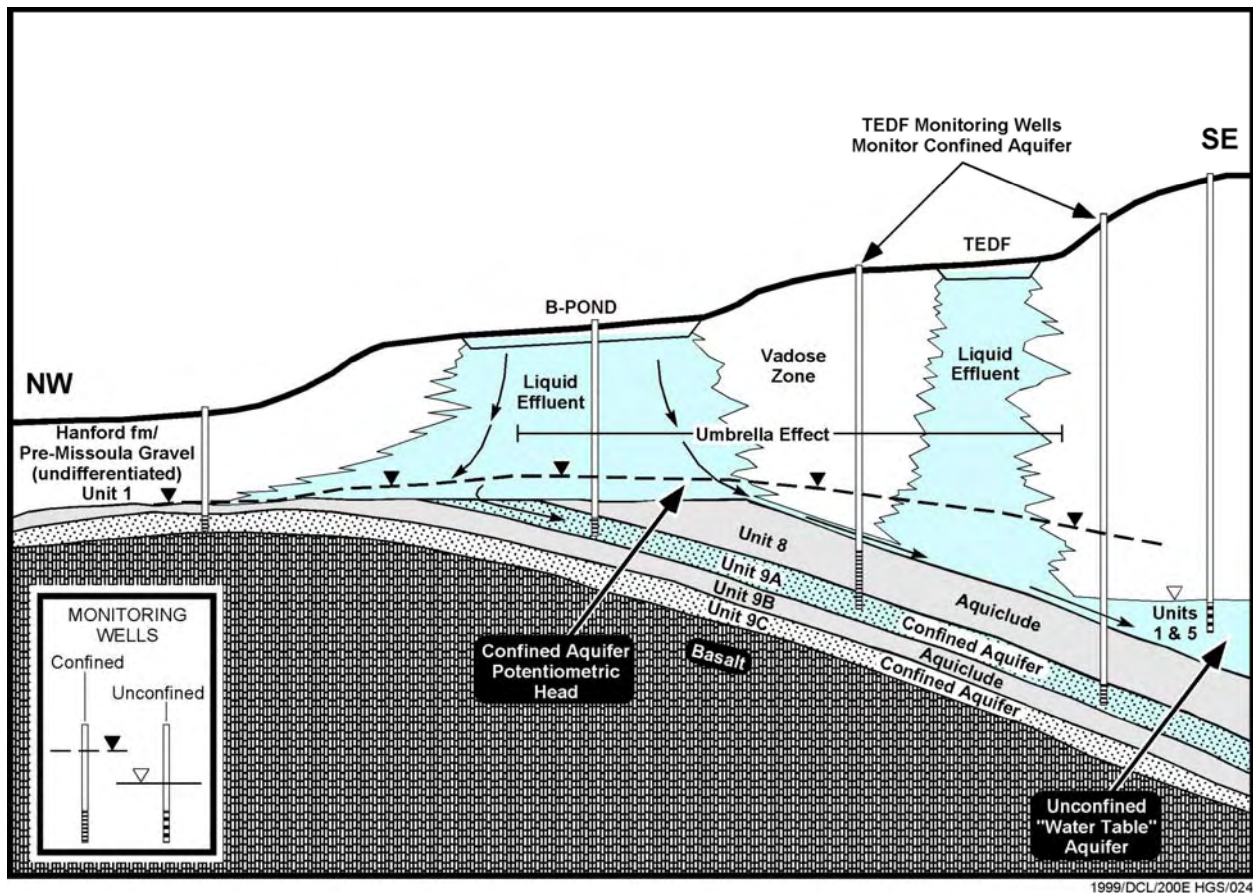 TEDF Monitoring Wells
Monitor Confined Aquifer
SE
TEDF
B-POND
NW
Vadose
Zone
Liquid
Effluent
Liquid
Effluent
Hanford fm/
Pre-Missoula Gravel
(undifferentiated)
Unit 1
Umbrella Effect
Unit 8
Unit 9A
Unit 9B
Unit 9C
Aquiclude
Confined Aquifer
Aquiclude
Confined Aquifer
Units
1 & 5
Basalt
Confined Aquifer
Potentiometric
Head
Unconfined
"Water Table"
Aquifer
MONITORING
WELLS
Confined
Unconfined
1999/DCL/200E HGS/024